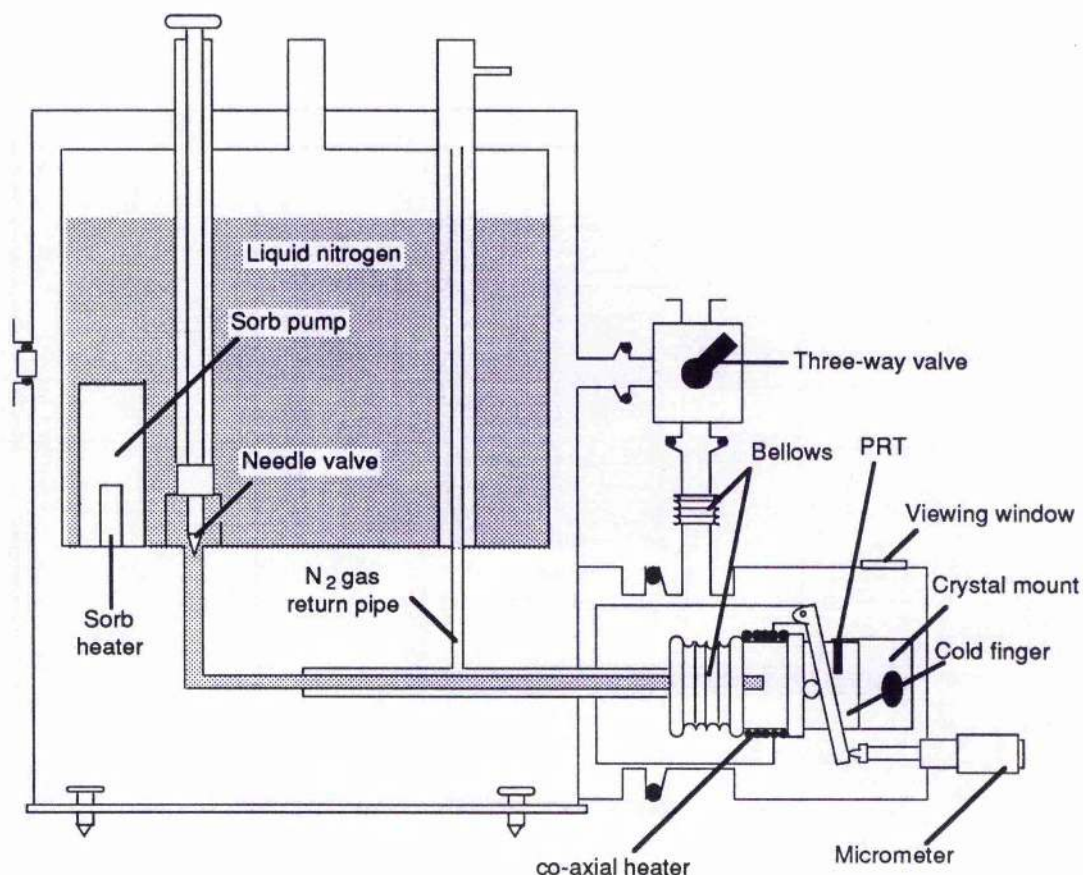 Liquid nitrogen
Sorb pump
Three-way valve
Needle valve
Bellows
PRT
Viewing window
N2 gas
return pipe
Crystal mount
Sorb
heater
Cold finger
co-axial heater
Micrometer